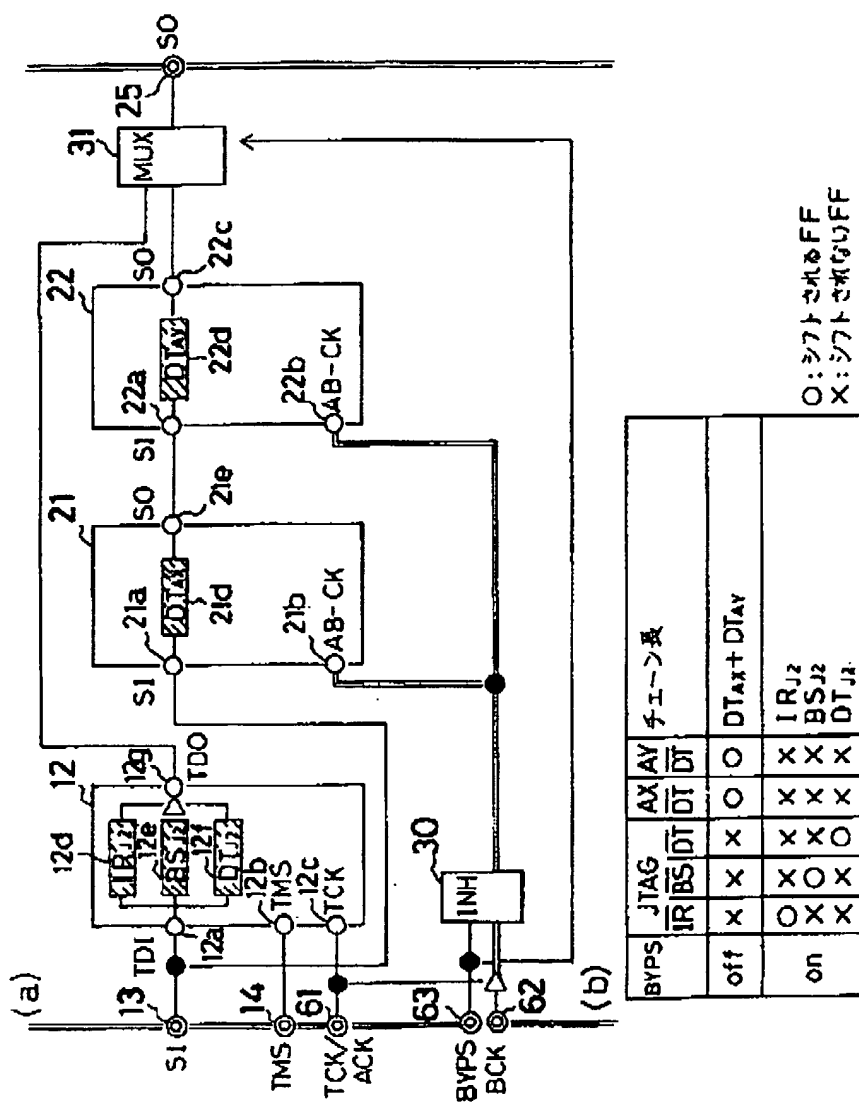 (a)
S1 13
TMS 14
TCK/ACK 61
BYPS 63
BCK 62
12
TDI 12a
12d IRJ2
12e BSJ2
12f DTJ2
12b TMS
12c TCK
12g TDO
30 INH
21
S1 21a
DTAX
21d
SO 21e
21b AB-CK
22
S1 22a
DTAY
22d
SO 22c
22b AB-CK
31 MUX
25 SO
(b)
BYPS JTAG AX AY チェーン長
IR BS DT DT DT
off × × × ○ ○ DTAX+DTAY
on ○ × × × × IRJ2
× ○ × × × BSJ2
× × ○ × × DTJ2
○:シフトされるFF
×:シフトされないFF